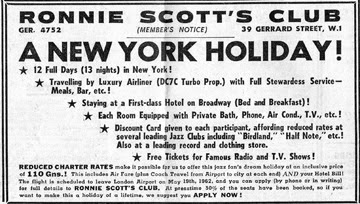 RONNIE SCOTT'S CLUB
GER. 4752 (MEMBER'S NOTICE) 39 GERRARD STREET, W.I
A NEW YORK HOLIDAY!
★ 12 Full Days (13 nights) in New York!
★ Travelling by Luxury Airliner (DC7C Turbo Prop.) with Full Stewardess Service—
Meals, Bar, etc.!
★ Staying at a First-class Hotel on Broadway (Bed and Breakfast)!
★ Each Room Equipped with Private Bath, Phone, Air Cond., T.V., etc.!
★ Discount Card given to each participant, affording reduced rates at
several leading Jazz Clubs including "Birdland," "Half Note," etc.!
Also at a leading record and clothing store.
★ Free Tickets for Famous Radio and T.V. Shows!
REDUCED CHARTER RATES make it possible for us to offer this jazz fan's dream holiday at an inclusive price
of 110 Gns.! This includes Air Fare (plus Coach Travel from Airport to city at each end) AND your Hotel Bill!
The flight is scheduled to leave London Airport on May 19th, 1962, and you can apply (by phone or in writing)
for full details to RONNIE SCOTT'S CLUB. At presstime 30% of the seats have been booked, so if you
want to make this a holiday of a lifetime, we suggest you APPLY NOW!